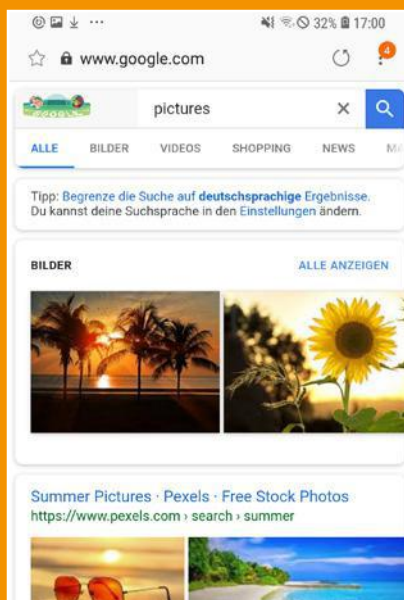 32% 17:00
www.google.com
4
GOOGLE
pictures
ALLE BILDER VIDEOS SHOPPING NEWS
Tipp: Begrenze die Suche auf deutschsprachige Ergebnisse.
Du kannst deine Suchsprache in den Einstellungen ändern.
BILDER ALLE ANZEIGEN
Summer Pictures · Pexels · Free Stock Photos
https://www.pexels.com › search › summer